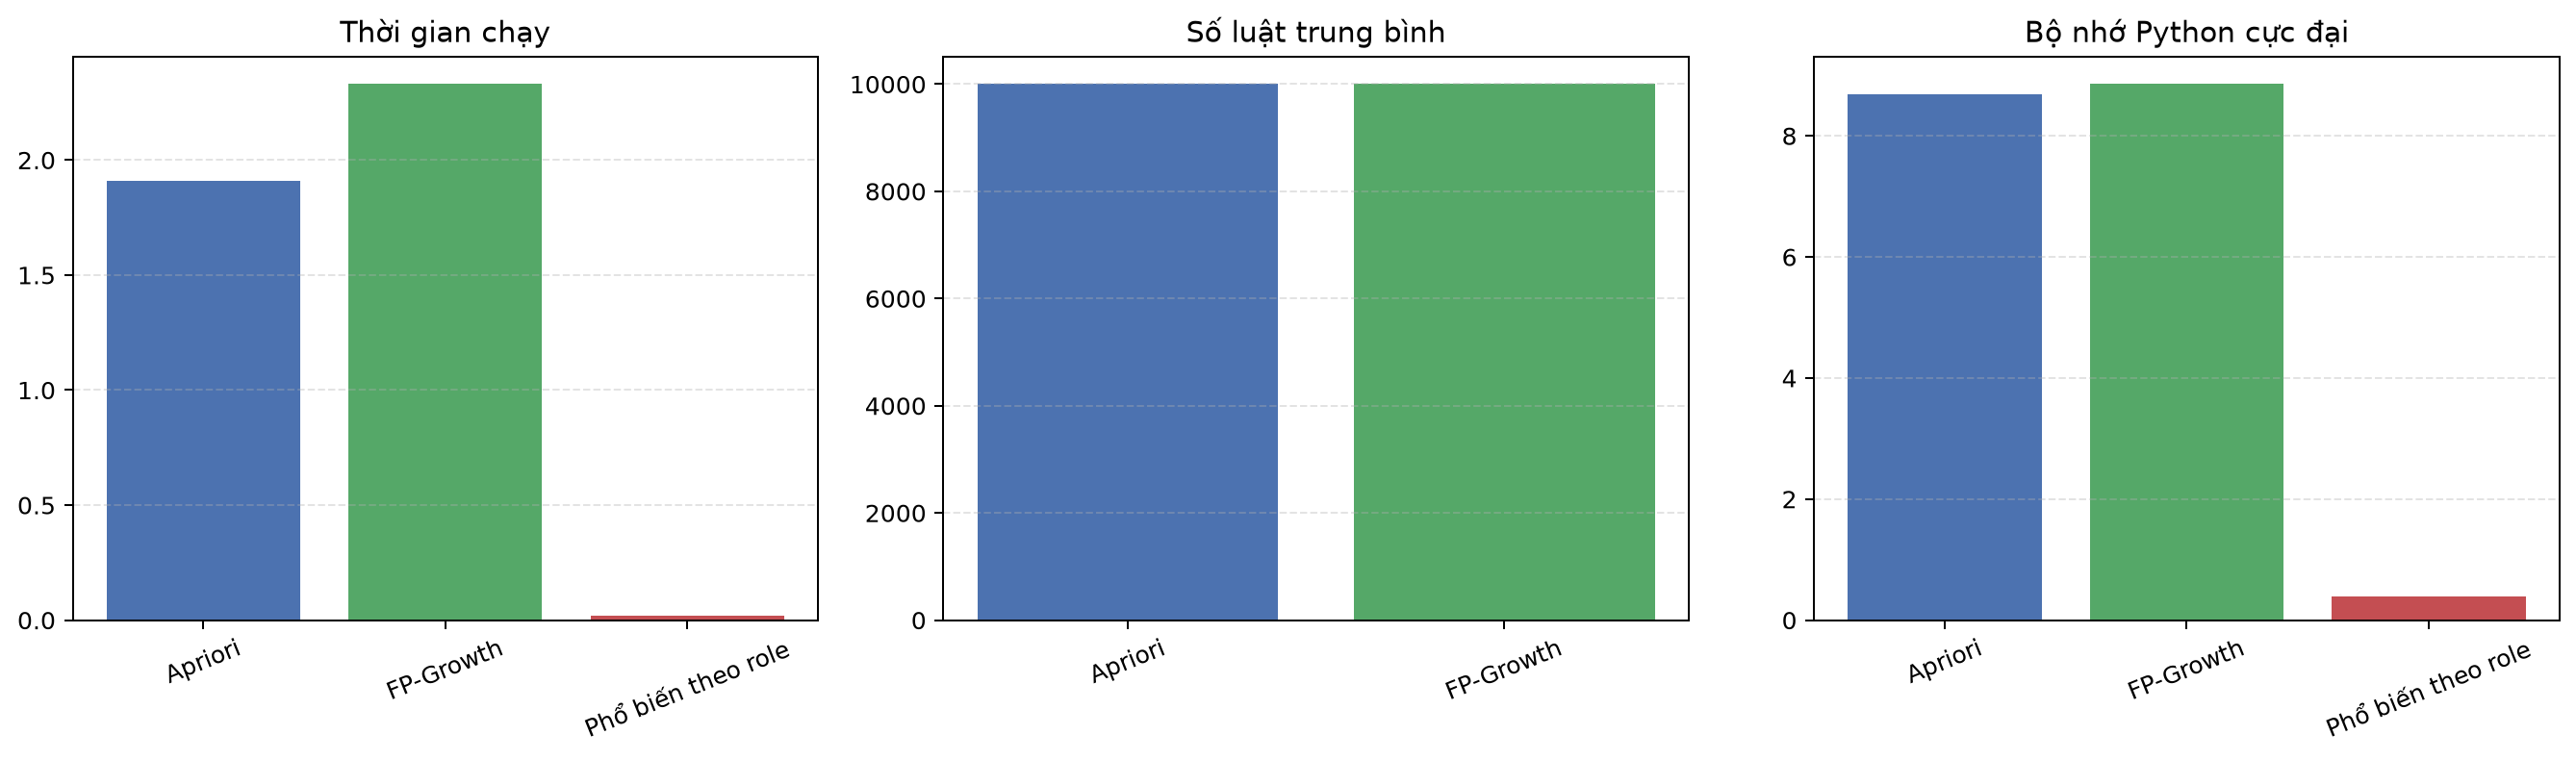 Thời gian chạy
2.0
1.5
1.0
0.5
0.0
Apriori
FP-Growth
Phổ biến theo role
Số luật trung bình
10000
8000
6000
4000
2000
0
Apriori
FP-Growth
Bộ nhớ Python cực đại
8
6
4
2
0
Apriori
FP-Growth
Phổ biến theo role